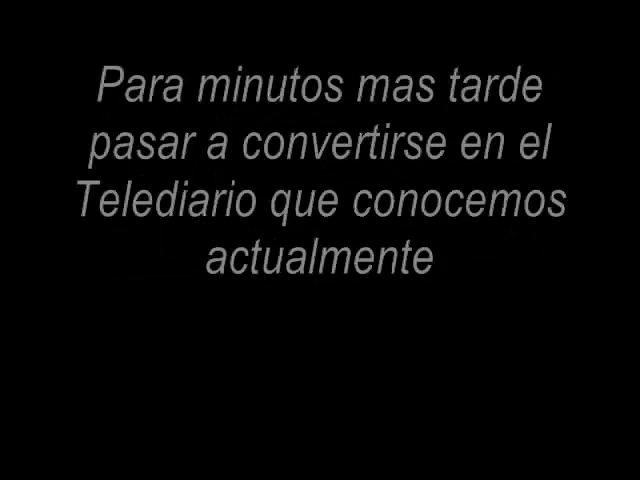 Para minutos mas tarde
pasar a convertirse en el
Telediario que conocemos
actualmente